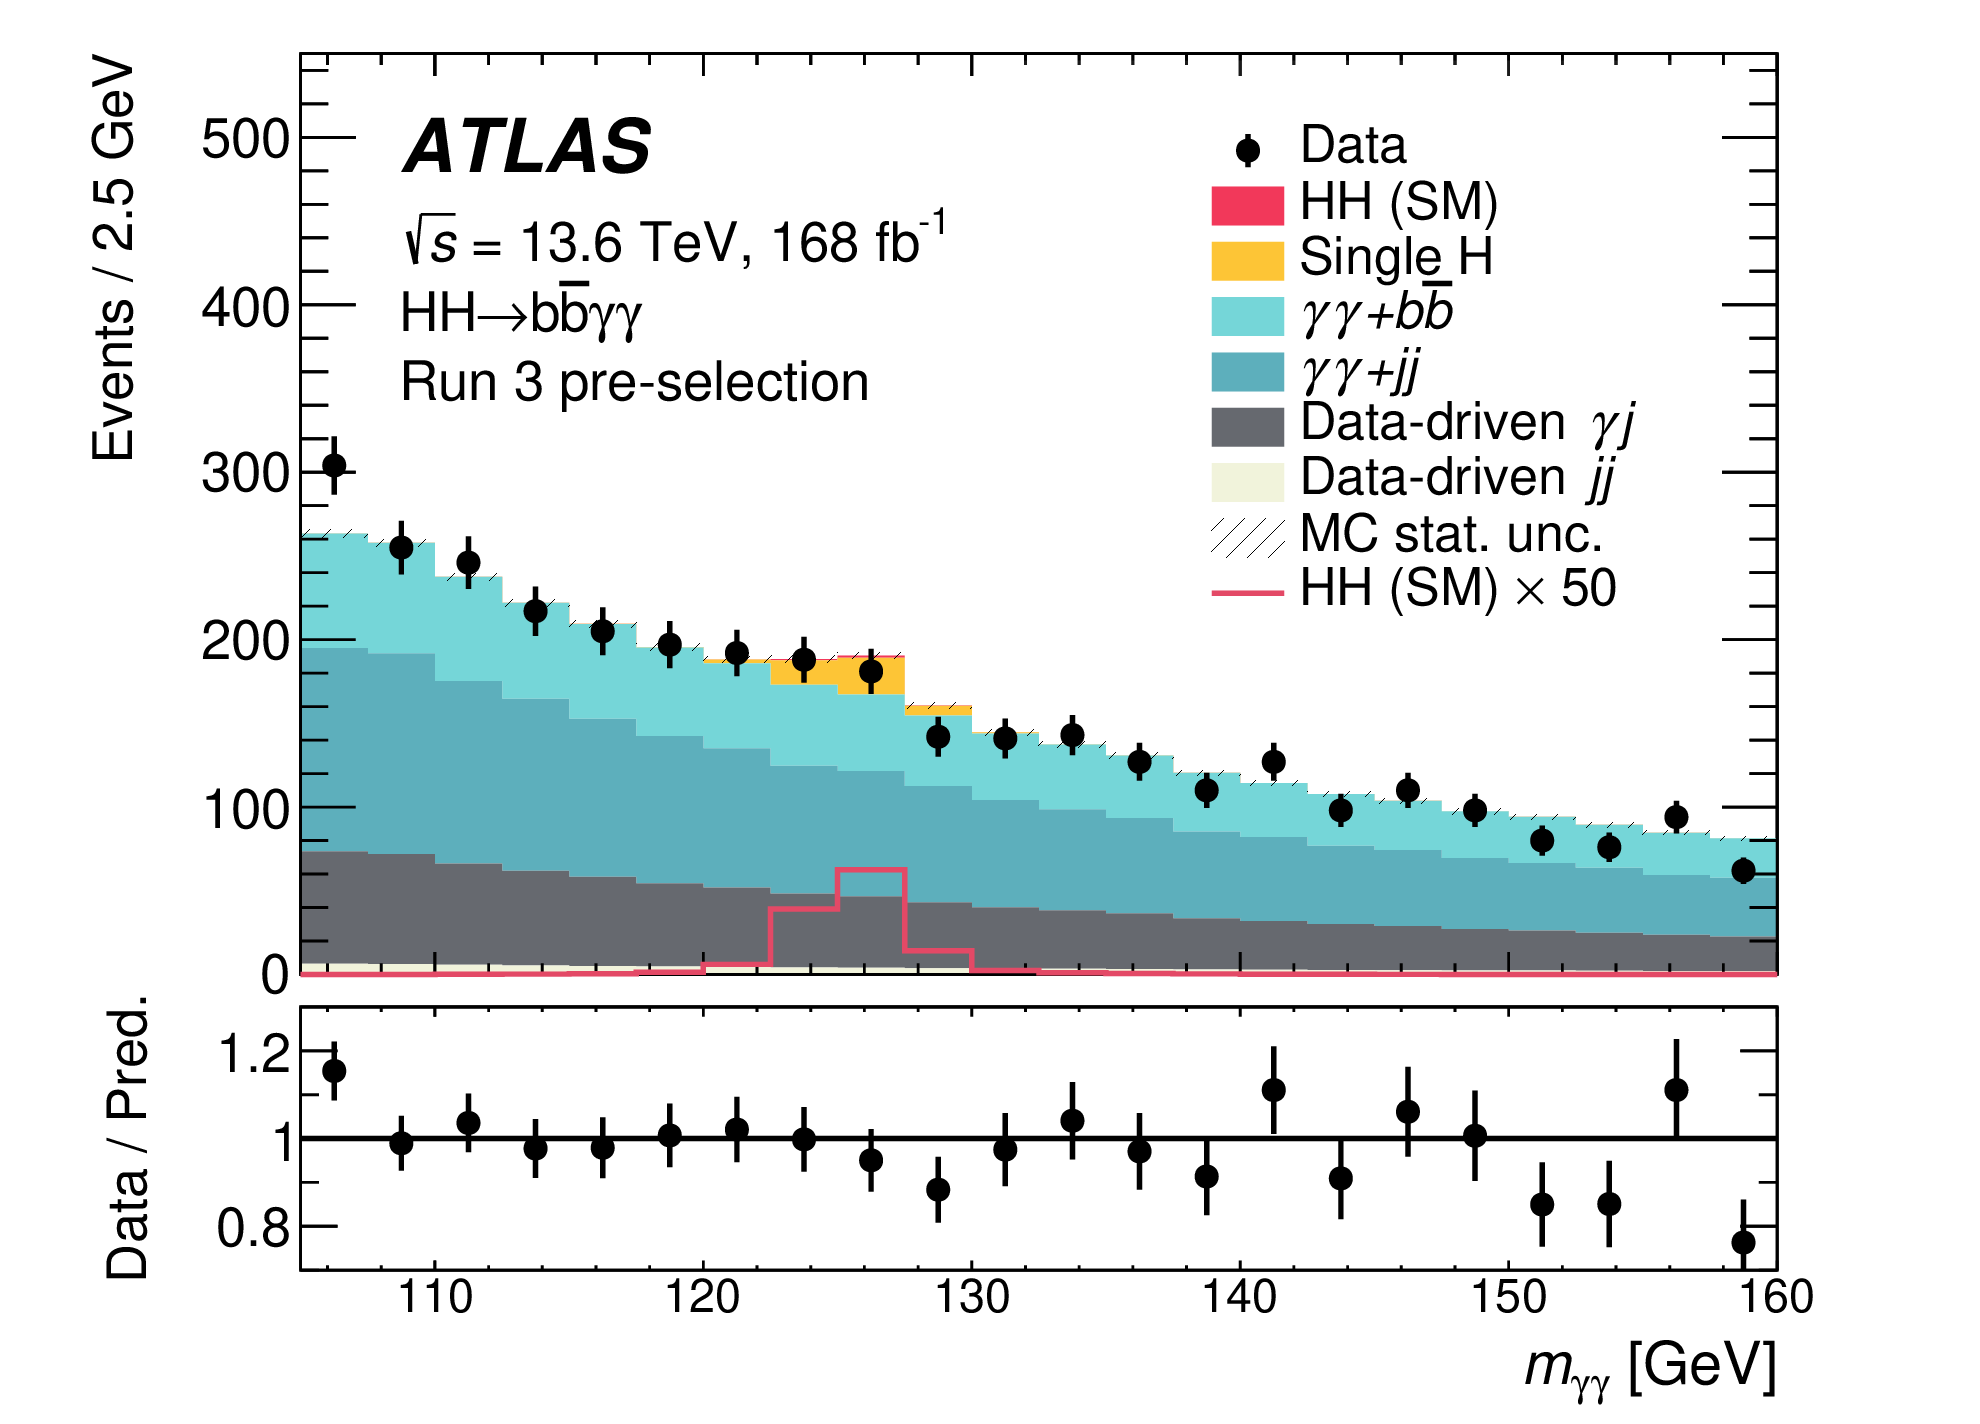 Events / 2.5 GeV
500
400
300
200
100
0
ATLAS
√s = 13.6 TeV, 168 fb⁻¹
HH→bb̅γγ
Run 3 pre-selection
Data
HH (SM)
Single H
γγ+bb̅
γγ+jj
Data-driven γj
Data-driven jj
MC stat. unc.
HH (SM) × 50
Data / Pred.
1.2
1
0.8
110 120 130 140 150 160
mγγ [GeV]